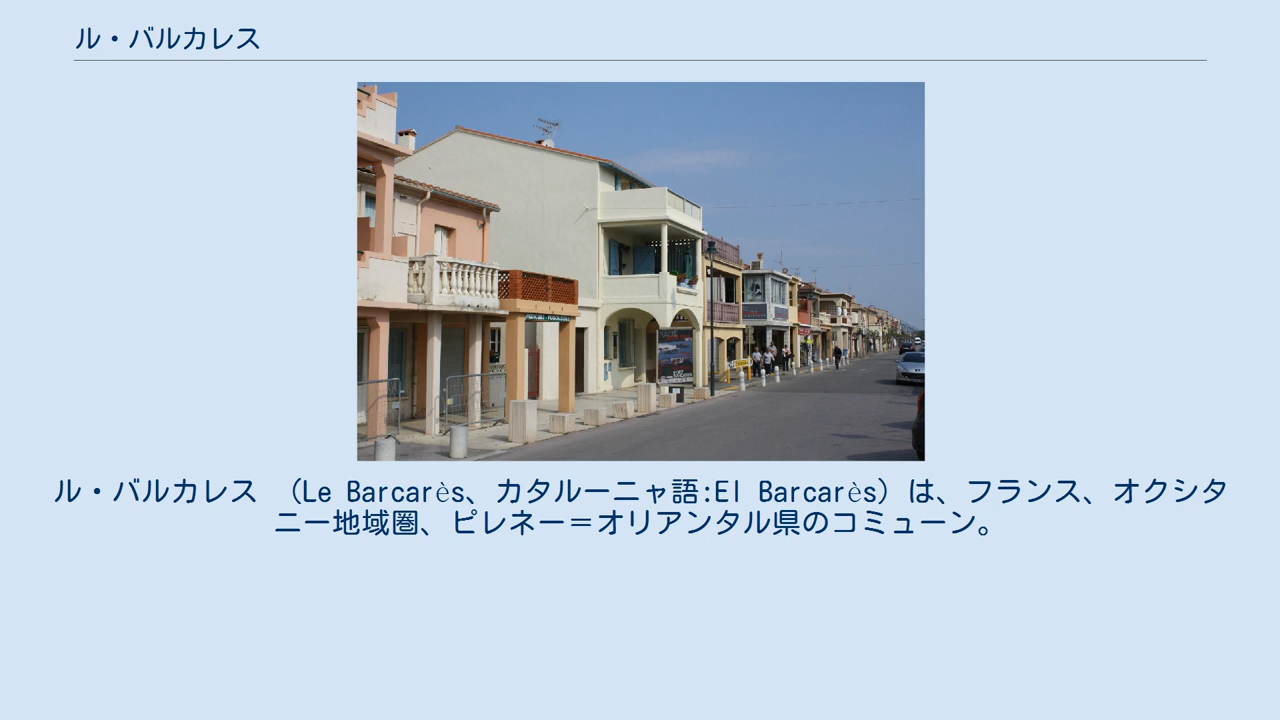 ル・バルカレス
ル・バルカレス （Le Barcarès、カタルーニャ語:El Barcarès）は、フランス、オクシタ
ニー地域圏、ピレネー＝オリアンタル県のコミューン。